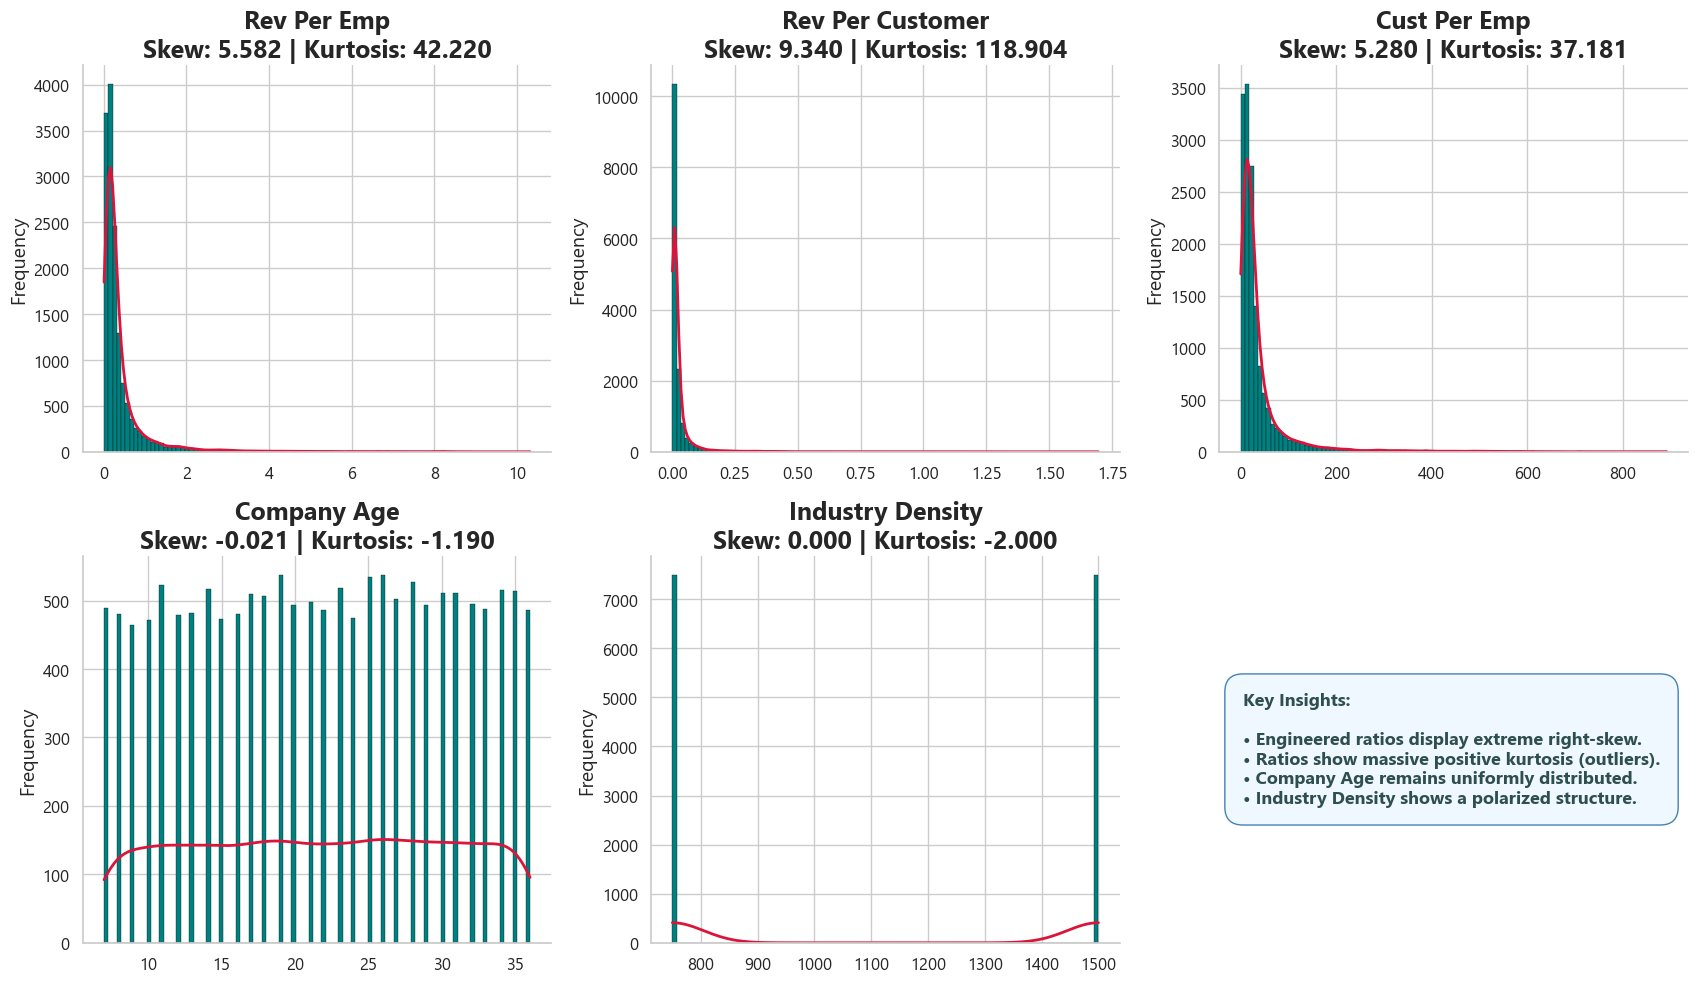 Rev Per Emp
Skew: 5.582 | Kurtosis: 42.220
Frequency
4000
3500
3000
2500
2000
1500
1000
500
0
0 2 4 6 8 10
Rev Per Customer
Skew: 9.340 | Kurtosis: 118.904
Frequency
10000
8000
6000
4000
2000
0
0.00 0.25 0.50 0.75 1.00 1.25 1.50 1.75
Cust Per Emp
Skew: 5.280 | Kurtosis: 37.181
Frequency
3500
3000
2500
2000
1500
1000
500
0
0 200 400 600 800
Company Age
Skew: -0.021 | Kurtosis: -1.190
Frequency
500
400
300
200
100
0
10 15 20 25 30 35
Industry Density
Skew: 0.000 | Kurtosis: -2.000
Frequency
7000
6000
5000
4000
3000
2000
1000
0
800 900 1000 1100 1200 1300 1400 1500
Key Insights:
• Engineered ratios display extreme right-skew.
• Ratios show massive positive kurtosis (outliers).
• Company Age remains uniformly distributed.
• Industry Density shows a polarized structure.